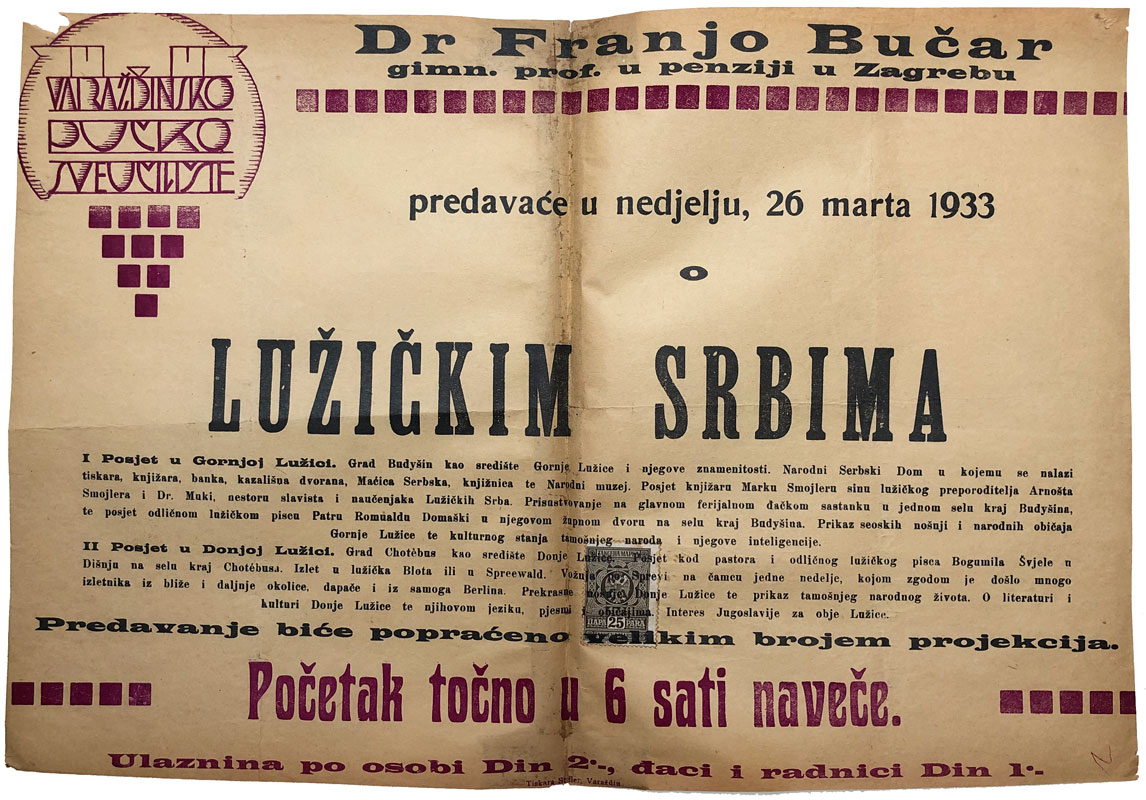 VARAŽDINSKO
PUČKO
SVEUČILIŠTE
Dr Franjo Bučar
gimn. prof. u penziji u Zagrebu
predavaće u nedjelju, 26 marta 1933
o
LUŽIČKIM SRBIMA
I Posjet u Gornjoj Lužici. Grad Budyšin kao središte Gornje Lužice i njegove znamenitosti. Narodni Serbski Dom u kojemu se nalazi
tiskara, knjižara, banka, kazališna dvorana, Maćica Serbska, knjižnica te Narodni muzej. Posjet knjižaru Marku Smojleru sinu lužičkog preporoditelja Arnošta
Smojlera i Dr. Muki, nestoru slavista i naučenjaka Lužičkih Srba. Prisustvovanje na glavnom ferijalnom đačkom sastanku u jednom selu kraj Budyšina,
te posjet odličnom lužičkom piscu Patru Romualdu Domaški u njegovom župnom dvoru na selu kraj Budyšina. Prikaz seoskih nošnji i narodnih običaja
Gornje Lužice te kulturnog stanja tamošnjeg naroda i njegove inteligencije.
II Posjet u Donjoj Lužici. Grad Chotěbus kao središte Donje Lužice. Posjet kod pastora i odličnog lužičkog pisca Bogumila Švjele u
Dišnju na selu kraj Chotěbusa. Izlet u lužička Blota ili u Spreewald. Vožnja po Sprevi na čamcu jedne nedelje, kojom zgodom je došlo mnogo
izletnika iz bliže i daljnje okolice, dapače i iz samoga Berlina. Prekrasne nošnje Donje Lužice te prikaz tamošnjeg narodnog života. O literaturi i
kulturi Donje Lužice te njihovom jeziku, pjesmi i običajima. Interes Jugoslavije za obje Lužice.
ПАРА 25 PARA
Predavanje biće popraćeno velikim brojem projekcija.
Početak točno u 6 sati naveče.
Ulaznina po osobi Din 2·-, đaci i radnici Din 1·-
Tiskara Varaždin